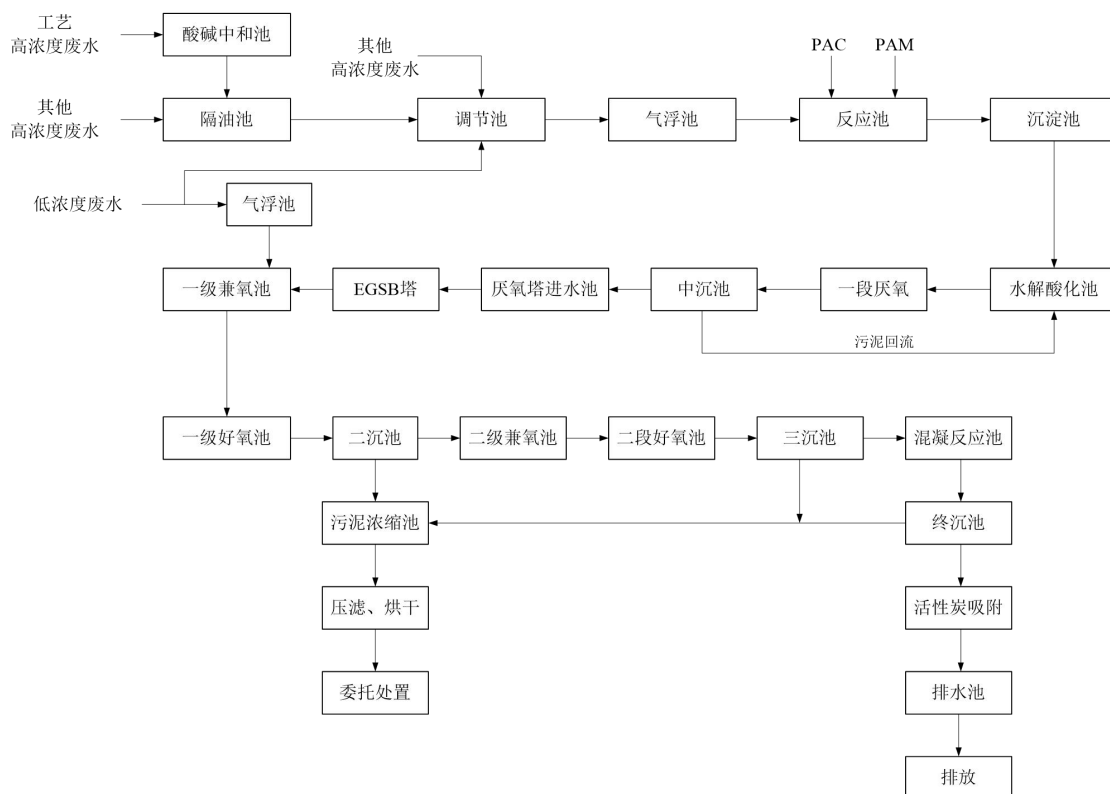 工艺
高浓度废水
酸碱中和池
其他
高浓度废水
PAC
PAM
其他
高浓度废水
隔油池
调节池
气浮池
反应池
沉淀池
低浓度废水
气浮池
一级兼氧池
EGSB塔
厌氧塔进水池
中沉池
一段厌氧
水解酸化池
污泥回流
一级好氧池
二沉池
二级兼氧池
二段好氧池
三沉池
混凝反应池
污泥浓缩池
终沉池
压滤、烘干
活性炭吸附
委托处置
排水池
排放